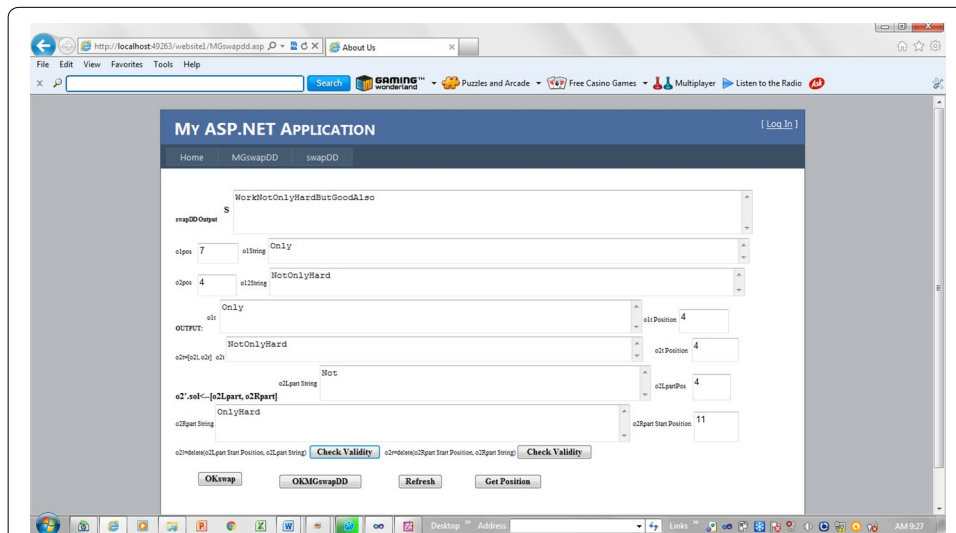 http://localhost:49263/website1/MGswapdd.asp
About Us
File Edit View Favorites Tools Help
Search GAMING wonderland™ Puzzles and Arcade Free Casino Games Multiplayer Listen to the Radio Ask
MY ASP.NET APPLICATION
[ Log In ]
Home MGswapDD swapDD
swapDD Output S WorkNotOnlyHardButGoodAlso
o1pos 7 o1String Only
o2pos 4 o12String NotOnlyHard
OUTPUT: o1t Only o1t Position 4
o2t=[o2l, o2r] o2t NotOnlyHard o2t Position 4
o2'.sol<--[o2Lpart, o2Rpart] o2Lpart String Not o2LpartPos 4
o2Rpart String OnlyHard o2Rpart Start Position 11
o2l=delete(o2Lpart Start Position, o2Lpart String) Check Validity o2r=delete(o2Rpart Start Position, o2Rpart String) Check Validity
OKswap OKMGswapDD Refresh Get Position
Desktop » Address Links » AM 9:27